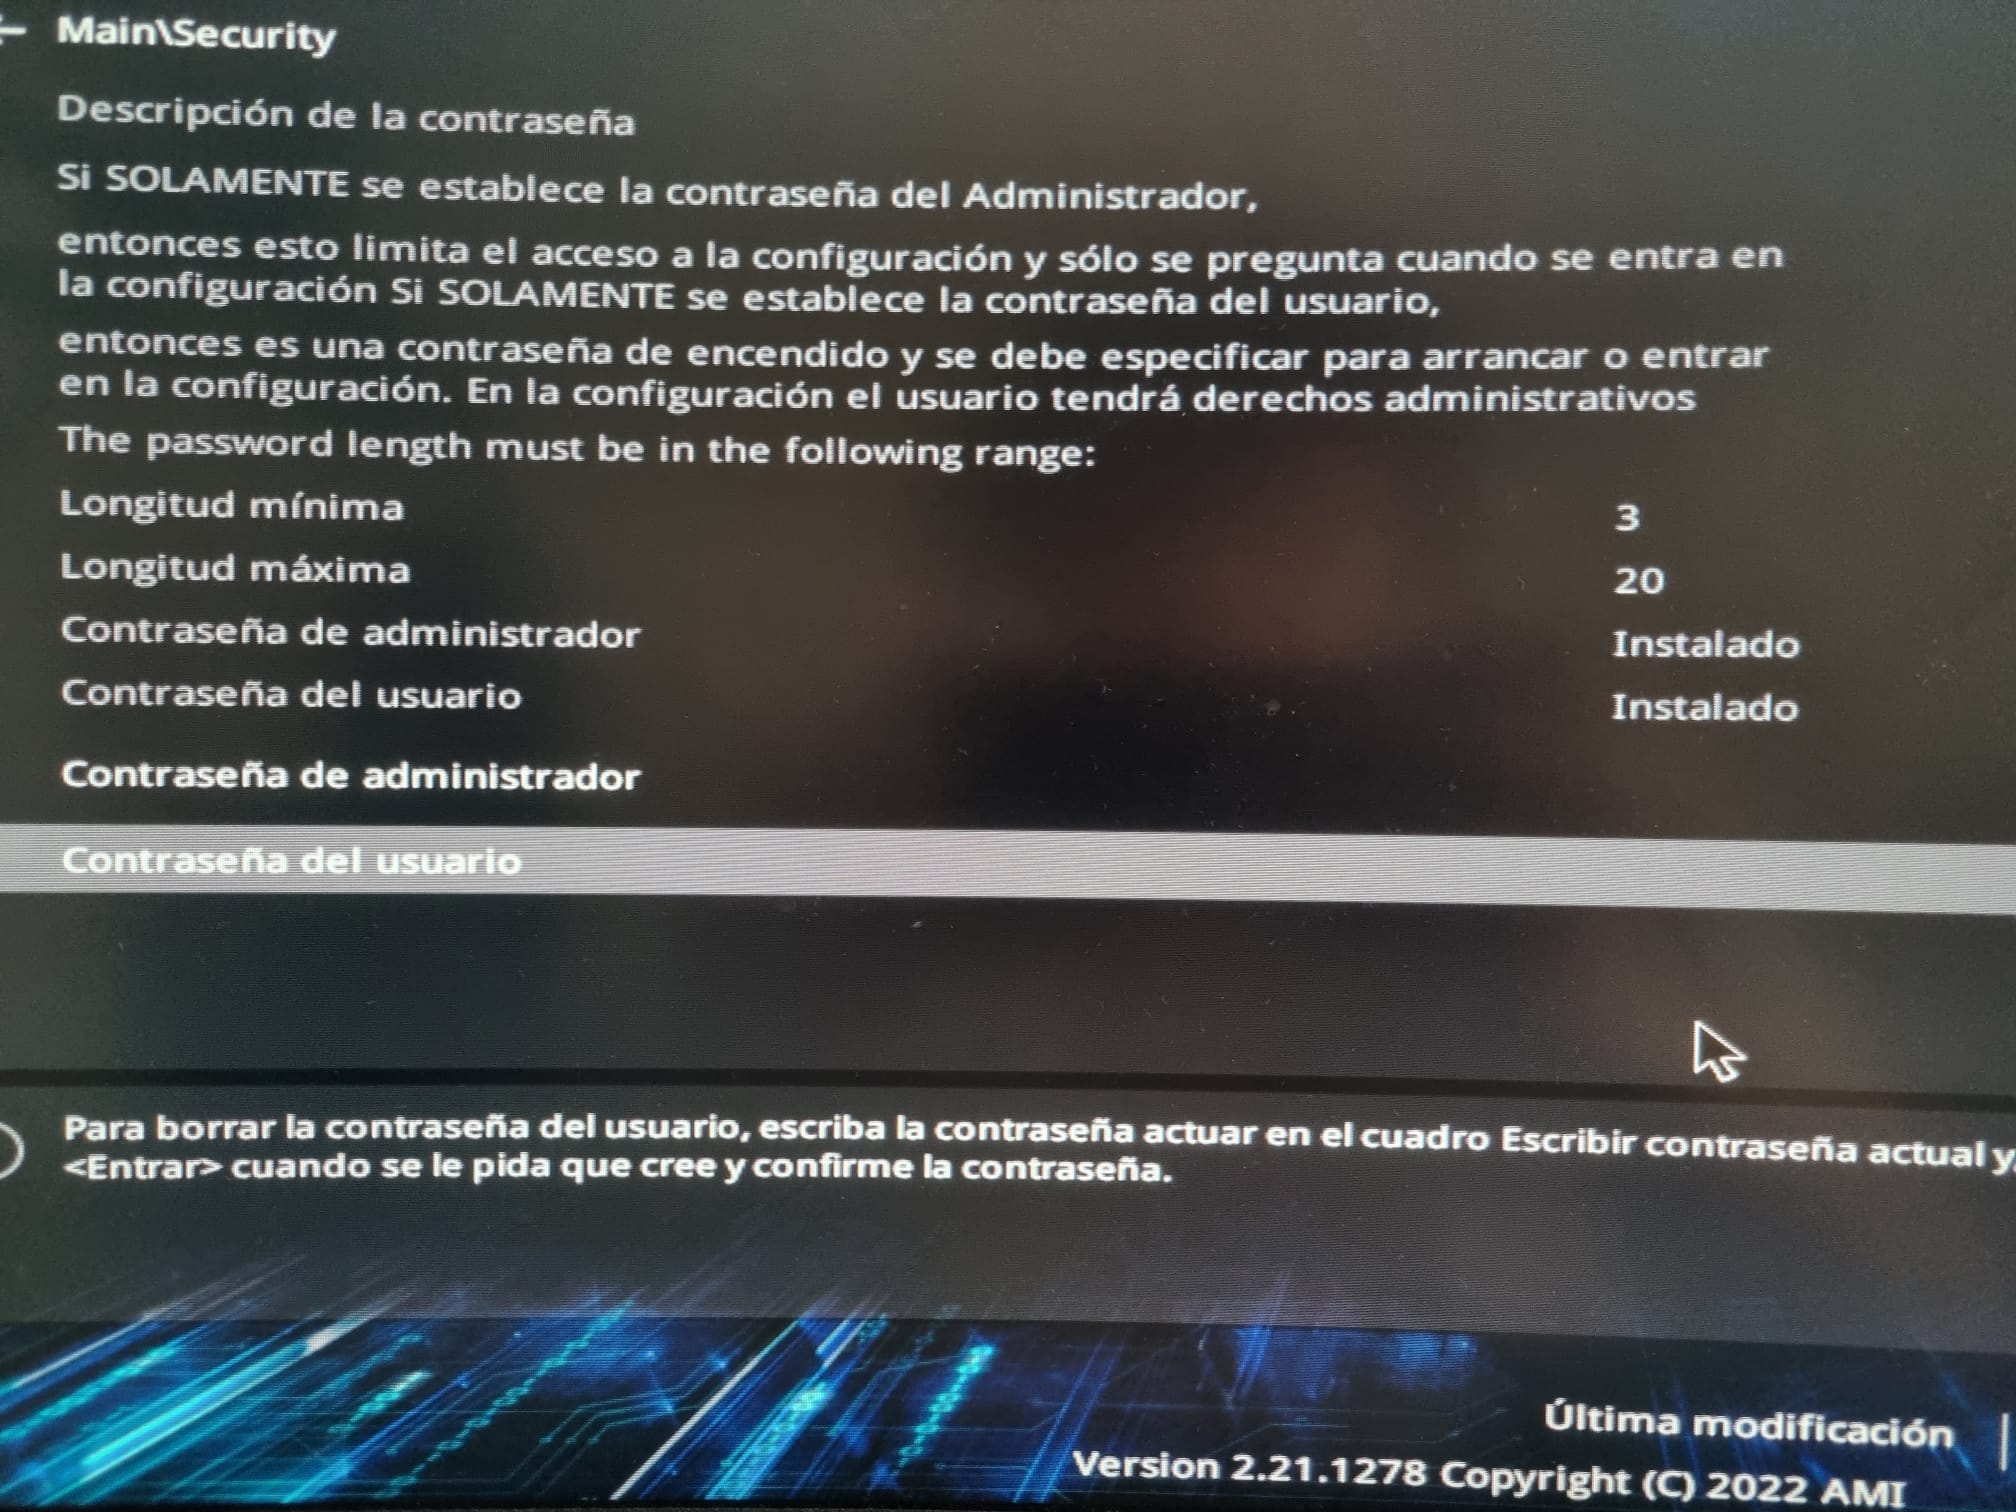 Main\Security
Descripción de la contraseña
Si SOLAMENTE se establece la contraseña del Administrador,
entonces esto limita el acceso a la configuración y sólo se pregunta cuando se entra en
la configuración Si SOLAMENTE se establece la contraseña del usuario,
entonces es una contraseña de encendido y se debe especificar para arrancar o entrar
en la configuración. En la configuración el usuario tendrá derechos administrativos
The password length must be in the following range:
Longitud mínima 3
Longitud máxima 20
Contraseña de administrador Instalado
Contraseña del usuario Instalado
Contraseña de administrador
Contraseña del usuario
Para borrar la contraseña del usuario, escriba la contraseña actuar en el cuadro Escribir contraseña actual y
<Entrar> cuando se le pida que cree y confirme la contraseña.
Última modificación
Version 2.21.1278 Copyright (C) 2022 AMI